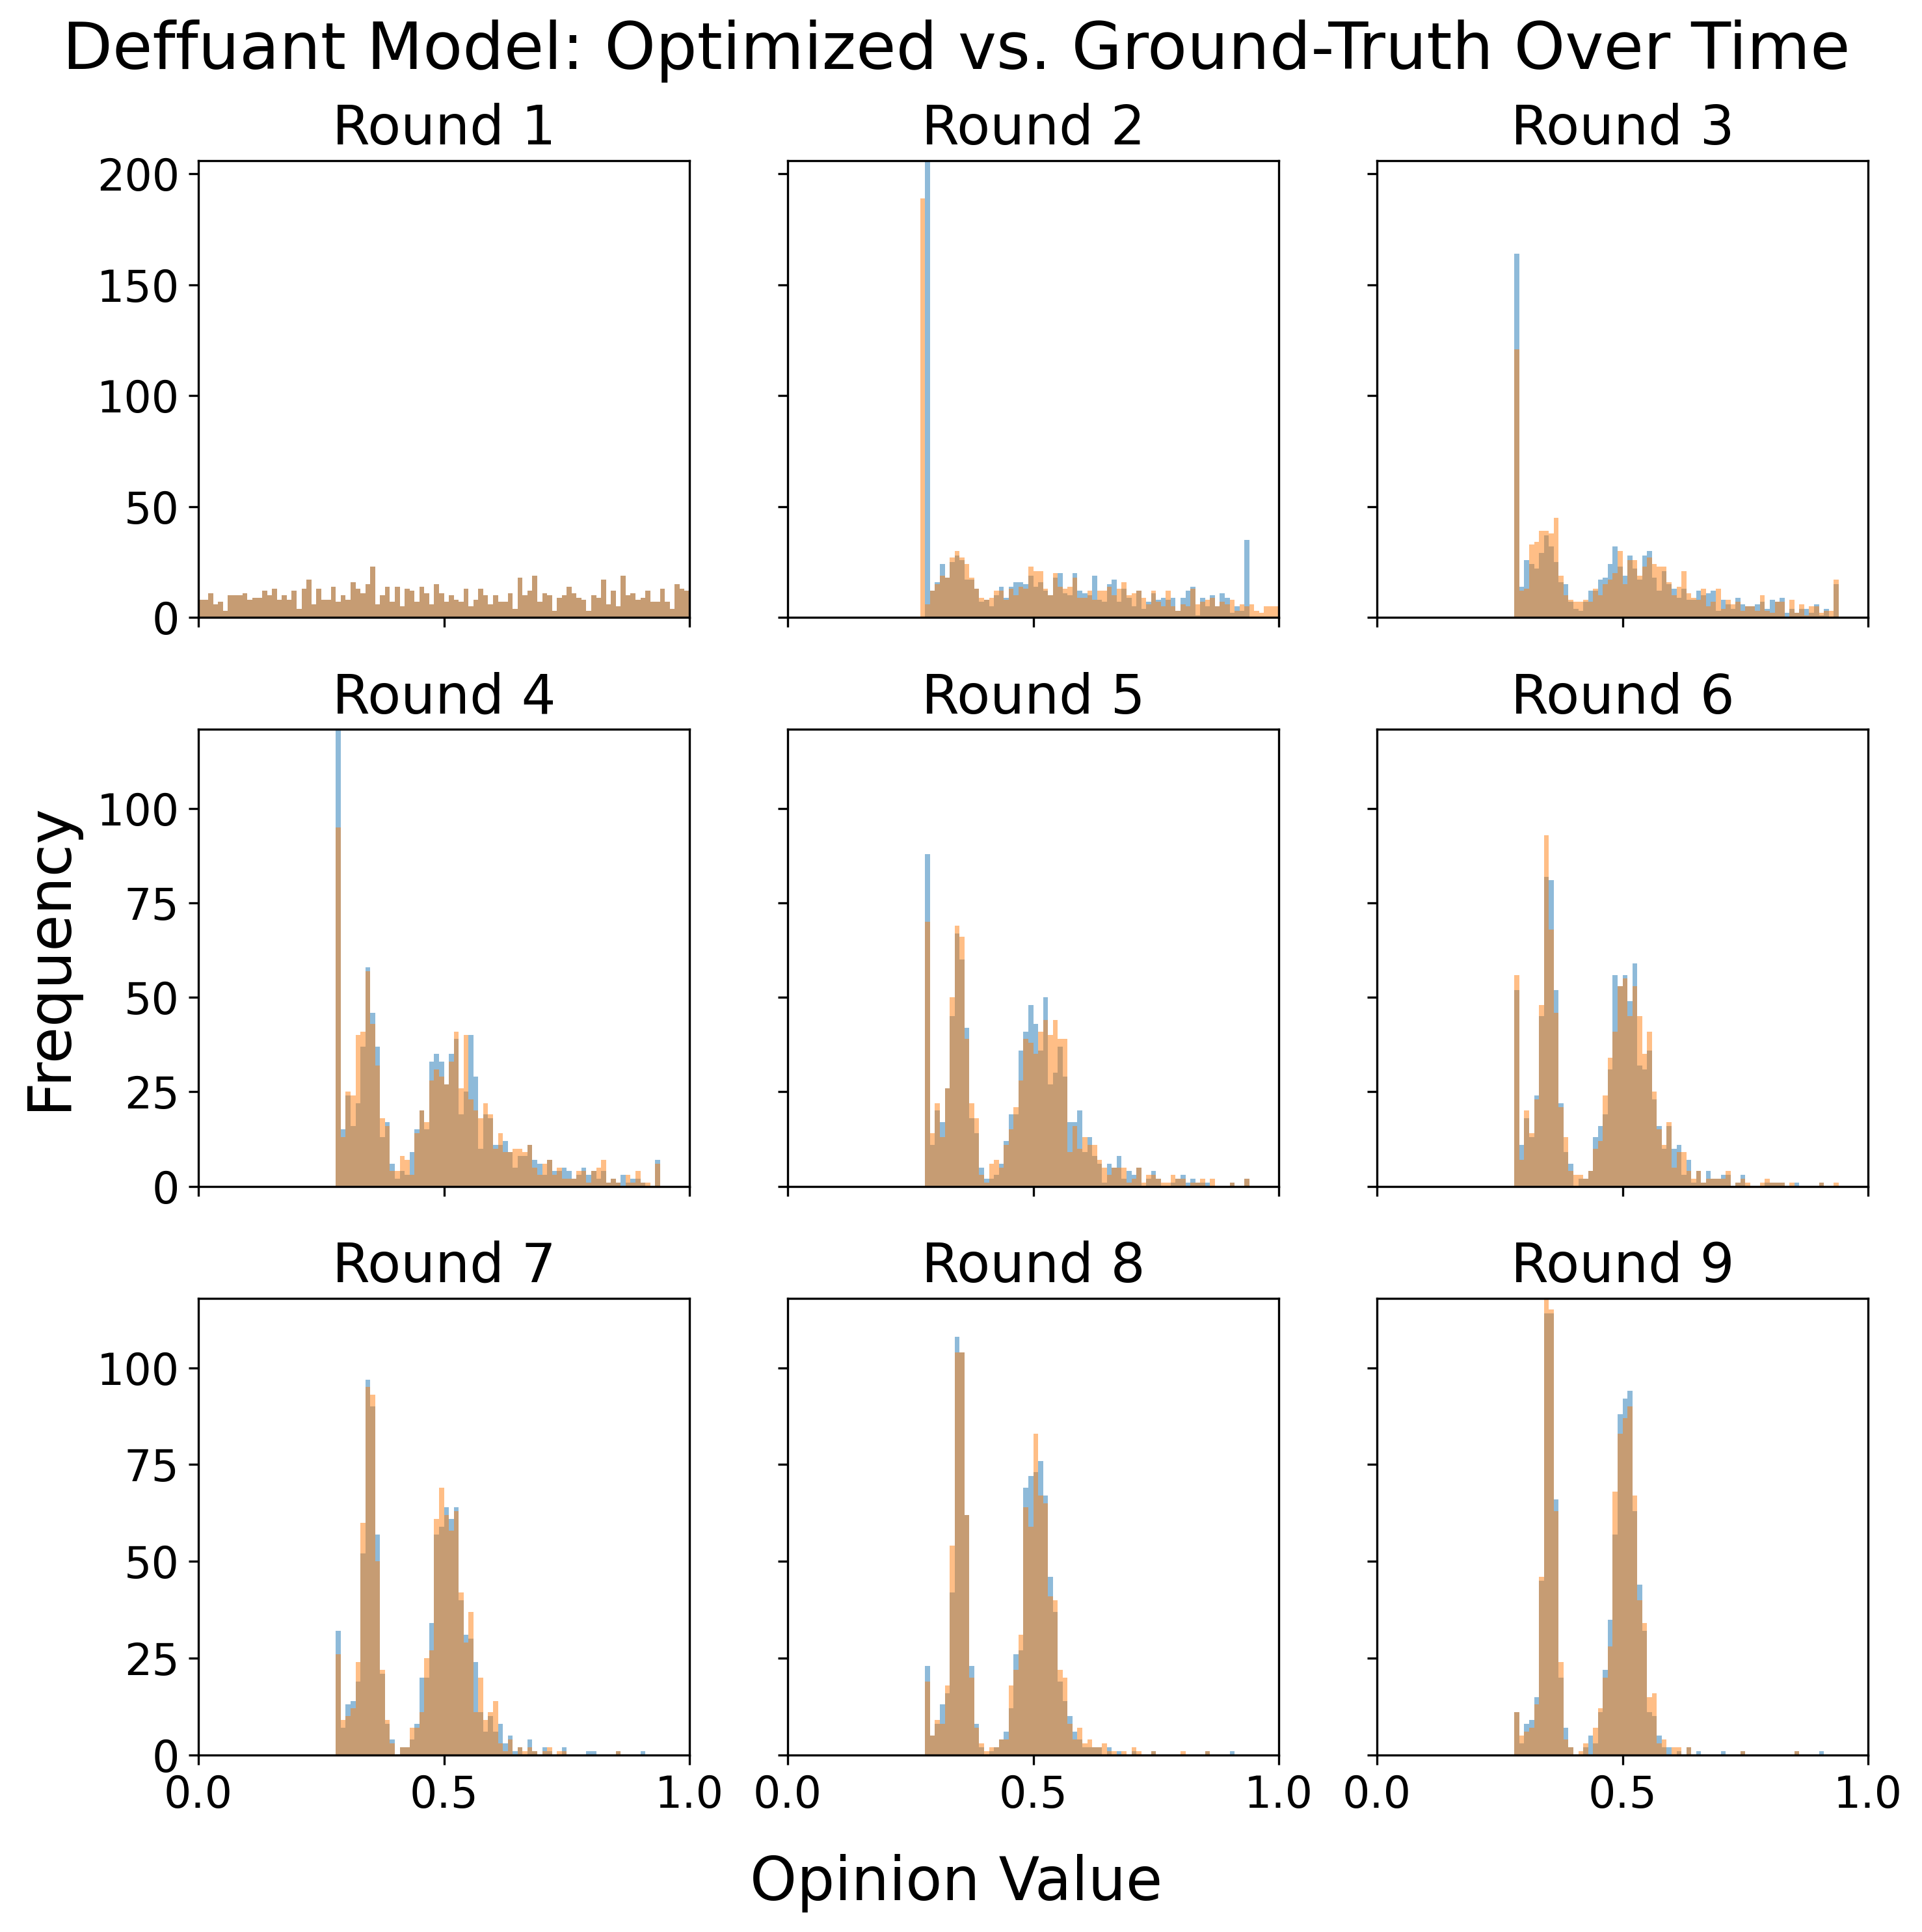 Deffuant Model: Optimized vs. Ground-Truth Over Time
Round 1
Round 2
Round 3
200
150
100
50
0
Round 4
Round 5
Round 6
100
75
50
25
0
Frequency
Round 7
Round 8
Round 9
100
75
50
25
0
0.0 0.5 1.0
0.0 0.5 1.0
0.0 0.5 1.0
Opinion Value